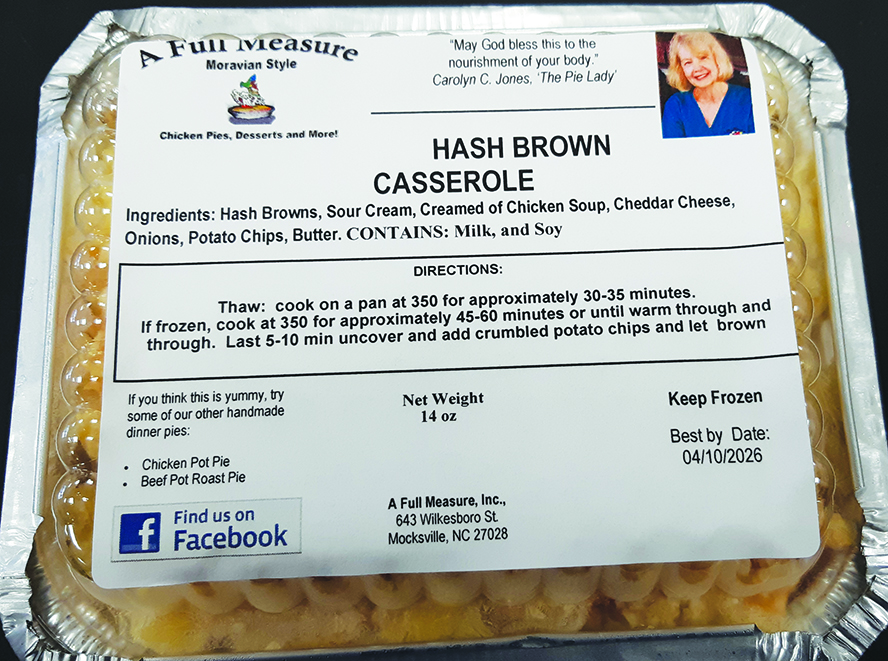 A Full Measure
Moravian Style
Chicken Pies, Desserts and More!
"May God bless this to the
nourishment of your body."
Carolyn C. Jones, 'The Pie Lady'
HASH BROWN
CASSEROLE
Ingredients: Hash Browns, Sour Cream, Creamed of Chicken Soup, Cheddar Cheese,
Onions, Potato Chips, Butter. CONTAINS: Milk, and Soy
DIRECTIONS:
Thaw: cook on a pan at 350 for approximately 30-35 minutes.
If frozen, cook at 350 for approximately 45-60 minutes or until warm through and
through. Last 5-10 min uncover and add crumbled potato chips and let brown
If you think this is yummy, try
some of our other handmade
dinner pies:
• Chicken Pot Pie
• Beef Pot Roast Pie
Net Weight
14 oz
Keep Frozen
Best by Date:
04/10/2026
f Find us on
Facebook
A Full Measure, Inc.,
643 Wilkesboro St.
Mocksville, NC 27028